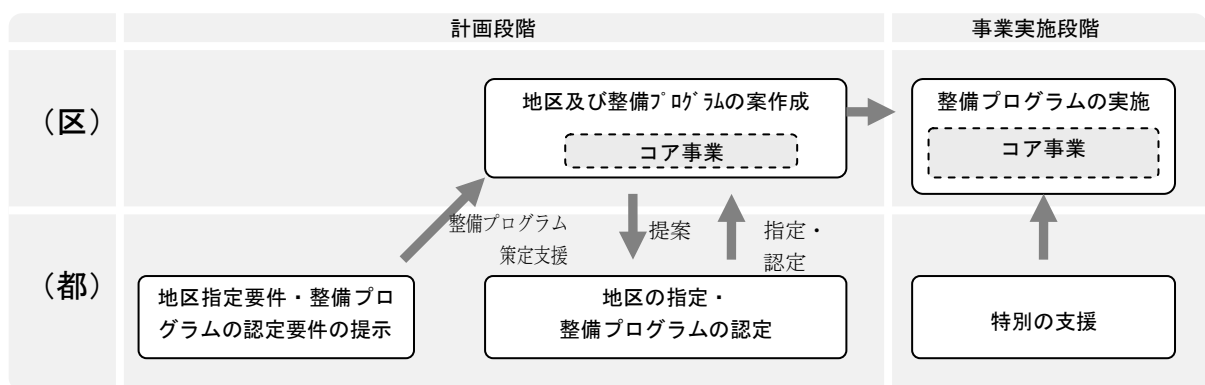 計画段階
事業実施段階
（区）
地区及び整備ﾌﾟﾛｸﾞﾗﾑの案作成
コア事業
整備プログラムの実施
コア事業
整備プログラム
策定支援
提案
指定・
認定
（都）
地区指定要件・整備プロ
グラムの認定要件の提示
地区の指定・
整備プログラムの認定
特別の支援